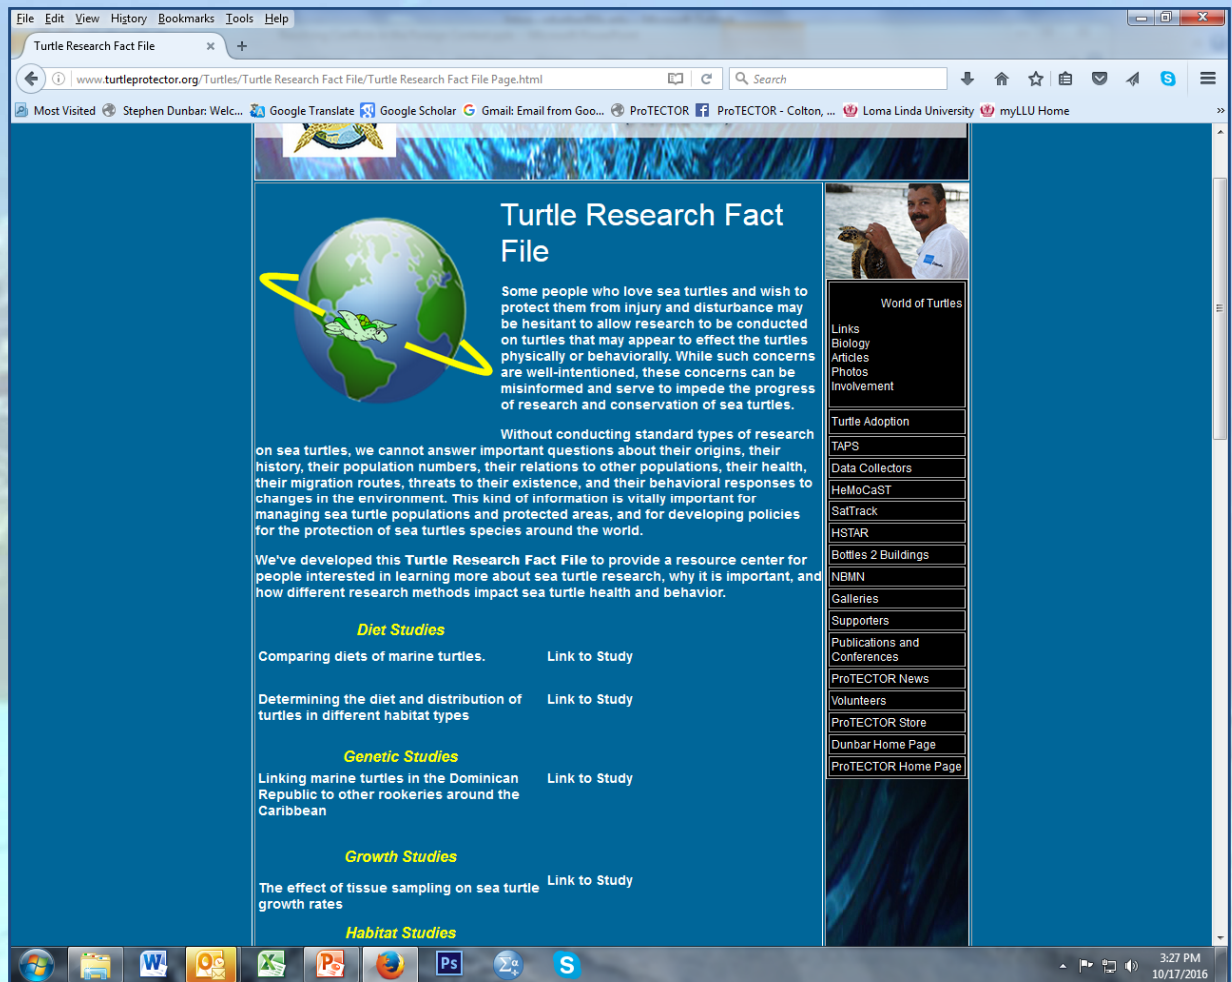 File Edit View History Bookmarks Tools Help
Turtle Research Fact File
www.turtleprotector.org/Turtles/Turtle Research Fact File/Turtle Research Fact File Page.html
Search
Most Visited
Stephen Dunbar: Welc...
Google Translate
Google Scholar
Gmail: Email from Goo...
ProTECTOR
ProTECTOR - Colton, ...
Loma Linda University
myLLU Home
Turtle Research Fact
File
Some people who love sea turtles and wish to
protect them from injury and disturbance may
be hesitant to allow research to be conducted
on turtles that may appear to effect the turtles
physically or behaviorally. While such concerns
are well-intentioned, these concerns can be
misinformed and serve to impede the progress
of research and conservation of sea turtles.
Without conducting standard types of research
on sea turtles, we cannot answer important questions about their origins, their
history, their population numbers, their relations to other populations, their health,
their migration routes, threats to their existence, and their behavioral responses to
changes in the environment. This kind of information is vitally important for
managing sea turtle populations and protected areas, and for developing policies
for the protection of sea turtles species around the world.
We've developed this Turtle Research Fact File to provide a resource center for
people interested in learning more about sea turtle research, why it is important, and
how different research methods impact sea turtle health and behavior.
Diet Studies
Comparing diets of marine turtles. Link to Study
Determining the diet and distribution of Link to Study
turtles in different habitat types
Genetic Studies
Linking marine turtles in the Dominican Link to Study
Republic to other rookeries around the
Caribbean
Growth Studies
The effect of tissue sampling on sea turtle Link to Study
growth rates
Habitat Studies
World of Turtles
Links
Biology
Articles
Photos
Involvement
Turtle Adoption
TAPS
Data Collectors
HeMoCaST
SatTrack
HSTAR
Bottles 2 Buildings
NBMN
Galleries
Supporters
Publications and
Conferences
ProTECTOR News
Volunteers
ProTECTOR Store
Dunbar Home Page
ProTECTOR Home Page
Ps
3:27 PM
10/17/2016